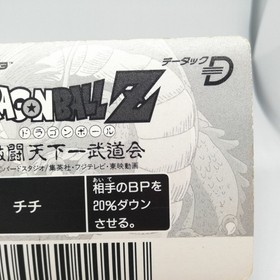 データック
DRAGON BALL Z
ドラゴンボール
激闘天下一武道会
バードスタジオ/集英社・フジテレビ・東映動画
チチ
相手のBPを
20%ダウン
させる。